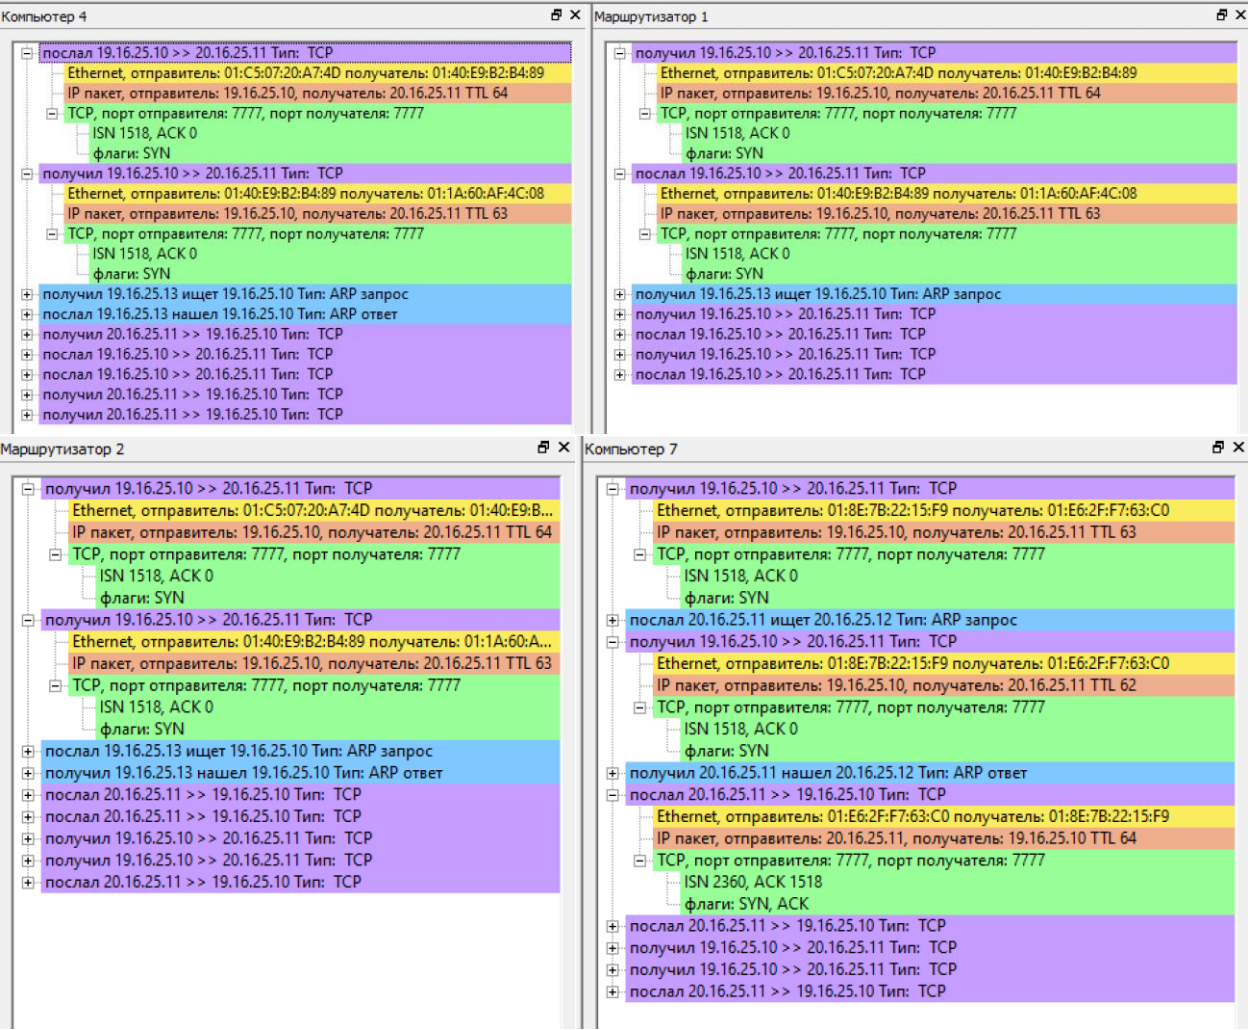 Компьютер 4
послал 19.16.25.10 >> 20.16.25.11 Тип: TCP
Ethernet, отправитель: 01:C5:07:20:A7:4D получатель: 01:40:E9:B2:B4:89
IP пакет, отправитель: 19.16.25.10, получатель: 20.16.25.11 TTL 64
TCP, порт отправителя: 7777, порт получателя: 7777
ISN 1518, ACK 0
флаги: SYN
получил 19.16.25.10 >> 20.16.25.11 Тип: TCP
Ethernet, отправитель: 01:40:E9:B2:B4:89 получатель: 01:1A:60:AF:4C:08
IP пакет, отправитель: 19.16.25.10, получатель: 20.16.25.11 TTL 63
TCP, порт отправителя: 7777, порт получателя: 7777
ISN 1518, ACK 0
флаги: SYN
получил 19.16.25.13 ищет 19.16.25.10 Тип: ARP запрос
послал 19.16.25.13 нашел 19.16.25.10 Тип: ARP ответ
получил 20.16.25.11 >> 19.16.25.10 Тип: TCP
послал 19.16.25.10 >> 20.16.25.11 Тип: TCP
послал 19.16.25.10 >> 20.16.25.11 Тип: TCP
получил 20.16.25.11 >> 19.16.25.10 Тип: TCP
получил 20.16.25.11 >> 19.16.25.10 Тип: TCP
Маршрутизатор 1
получил 19.16.25.10 >> 20.16.25.11 Тип: TCP
Ethernet, отправитель: 01:C5:07:20:A7:4D получатель: 01:40:E9:B2:B4:89
IP пакет, отправитель: 19.16.25.10, получатель: 20.16.25.11 TTL 64
TCP, порт отправителя: 7777, порт получателя: 7777
ISN 1518, ACK 0
флаги: SYN
послал 19.16.25.10 >> 20.16.25.11 Тип: TCP
Ethernet, отправитель: 01:40:E9:B2:B4:89 получатель: 01:1A:60:AF:4C:08
IP пакет, отправитель: 19.16.25.10, получатель: 20.16.25.11 TTL 63
TCP, порт отправителя: 7777, порт получателя: 7777
ISN 1518, ACK 0
флаги: SYN
получил 19.16.25.13 ищет 19.16.25.10 Тип: ARP запрос
получил 19.16.25.10 >> 20.16.25.11 Тип: TCP
послал 19.16.25.10 >> 20.16.25.11 Тип: TCP
получил 19.16.25.10 >> 20.16.25.11 Тип: TCP
послал 19.16.25.10 >> 20.16.25.11 Тип: TCP
Маршрутизатор 2
получил 19.16.25.10 >> 20.16.25.11 Тип: TCP
Ethernet, отправитель: 01:C5:07:20:A7:4D получатель: 01:40:E9:B...
IP пакет, отправитель: 19.16.25.10, получатель: 20.16.25.11 TTL 64
TCP, порт отправителя: 7777, порт получателя: 7777
ISN 1518, ACK 0
флаги: SYN
получил 19.16.25.10 >> 20.16.25.11 Тип: TCP
Ethernet, отправитель: 01:40:E9:B2:B4:89 получатель: 01:1A:60:A...
IP пакет, отправитель: 19.16.25.10, получатель: 20.16.25.11 TTL 63
TCP, порт отправителя: 7777, порт получателя: 7777
ISN 1518, ACK 0
флаги: SYN
послал 19.16.25.13 ищет 19.16.25.10 Тип: ARP запрос
получил 19.16.25.13 нашел 19.16.25.10 Тип: ARP ответ
послал 20.16.25.11 >> 19.16.25.10 Тип: TCP
послал 20.16.25.11 >> 19.16.25.10 Тип: TCP
получил 19.16.25.10 >> 20.16.25.11 Тип: TCP
получил 19.16.25.10 >> 20.16.25.11 Тип: TCP
послал 20.16.25.11 >> 19.16.25.10 Тип: TCP
Компьютер 7
получил 19.16.25.10 >> 20.16.25.11 Тип: TCP
Ethernet, отправитель: 01:8E:7B:22:15:F9 получатель: 01:E6:2F:F7:63:C0
IP пакет, отправитель: 19.16.25.10, получатель: 20.16.25.11 TTL 63
TCP, порт отправителя: 7777, порт получателя: 7777
ISN 1518, ACK 0
флаги: SYN
послал 20.16.25.11 ищет 20.16.25.12 Тип: ARP запрос
получил 19.16.25.10 >> 20.16.25.11 Тип: TCP
Ethernet, отправитель: 01:8E:7B:22:15:F9 получатель: 01:E6:2F:F7:63:C0
IP пакет, отправитель: 19.16.25.10, получатель: 20.16.25.11 TTL 62
TCP, порт отправителя: 7777, порт получателя: 7777
ISN 1518, ACK 0
флаги: SYN
получил 20.16.25.11 нашел 20.16.25.12 Тип: ARP ответ
послал 20.16.25.11 >> 19.16.25.10 Тип: TCP
Ethernet, отправитель: 01:E6:2F:F7:63:C0 получатель: 01:8E:7B:22:15:F9
IP пакет, отправитель: 20.16.25.11, получатель: 19.16.25.10 TTL 64
TCP, порт отправителя: 7777, порт получателя: 7777
ISN 2360, ACK 1518
флаги: SYN, ACK
послал 20.16.25.11 >> 19.16.25.10 Тип: TCP
получил 19.16.25.10 >> 20.16.25.11 Тип: TCP
получил 19.16.25.10 >> 20.16.25.11 Тип: TCP
послал 20.16.25.11 >> 19.16.25.10 Тип: TCP